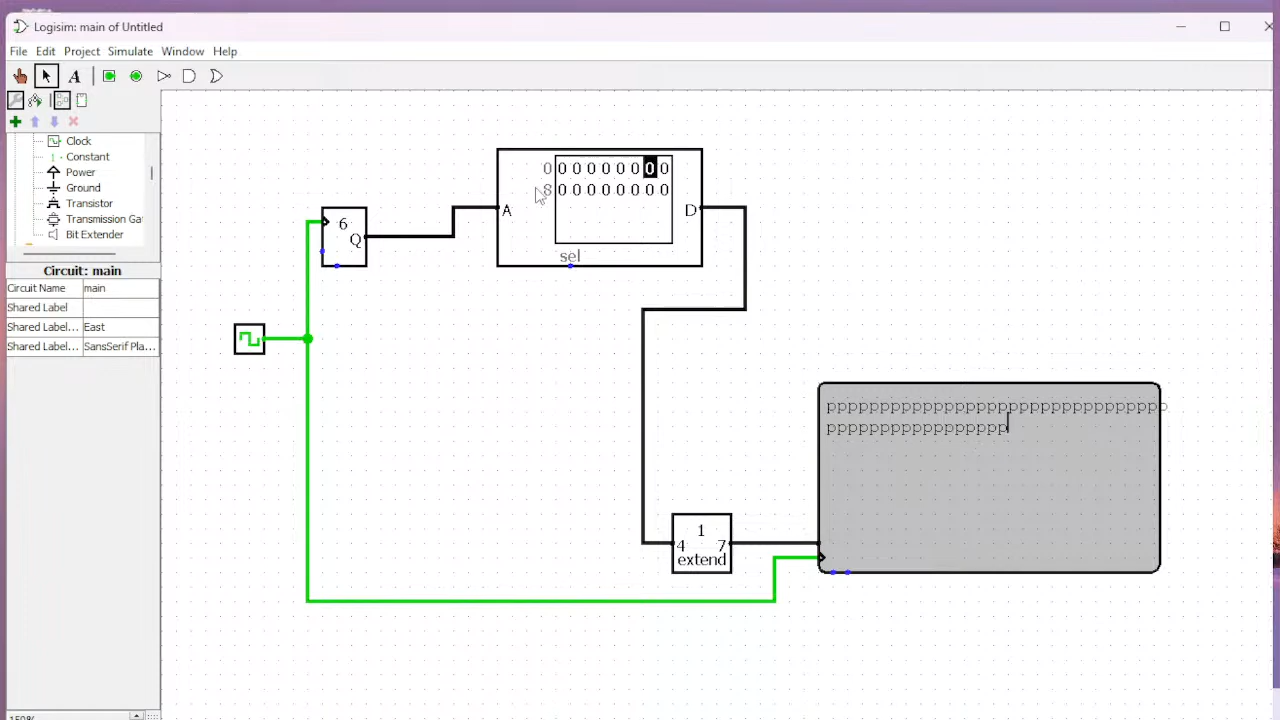 Logisim: main of Untitled
File Edit Project Simulate Window Help
A
Clock
Constant
Power
Ground
Transistor
Transmission Ga
Bit Extender
Circuit: main
Circuit Name main
Shared Label
Shared Label... East
Shared Label... SansSerif Pla...
0 0 0 0 0 0 0 0 0
8 0 0 0 0 0 0 0 0
A
D
sel
6
Q
pppppppppppppppppppppppppppppppp
ppppppppppppppppp
1
4 7
extend